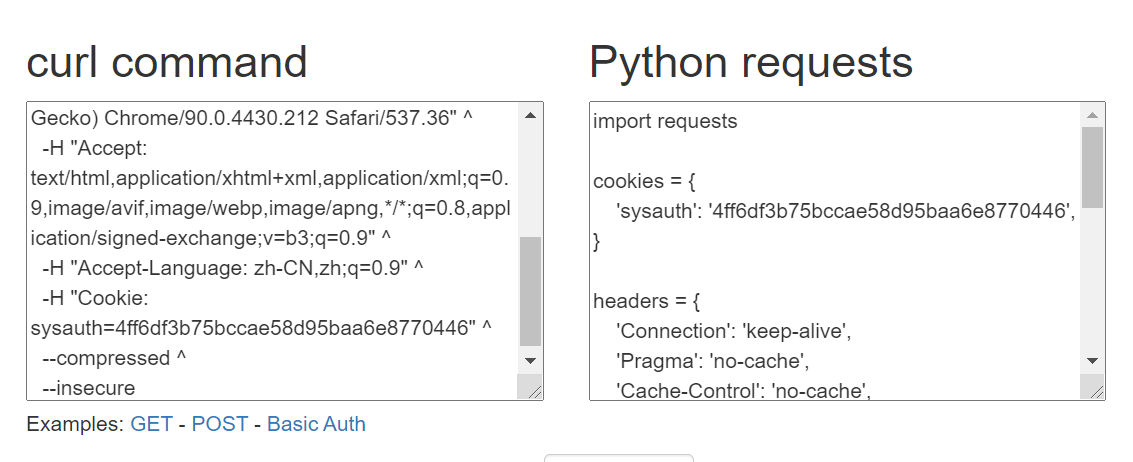 curl command
Gecko) Chrome/90.0.4430.212 Safari/537.36" ^
-H "Accept:
text/html,application/xhtml+xml,application/xml;q=0.
9,image/avif,image/webp,image/apng,*/*;q=0.8,appl
ication/signed-exchange;v=b3;q=0.9" ^
-H "Accept-Language: zh-CN,zh;q=0.9" ^
-H "Cookie:
sysauth=4ff6df3b75bccae58d95baa6e8770446" ^
--compressed ^
--insecure
Examples: GET - POST - Basic Auth
Python requests
import requests
cookies = {
'sysauth': '4ff6df3b75bccae58d95baa6e8770446',
}
headers = {
'Connection': 'keep-alive',
'Pragma': 'no-cache',
'Cache-Control': 'no-cache',